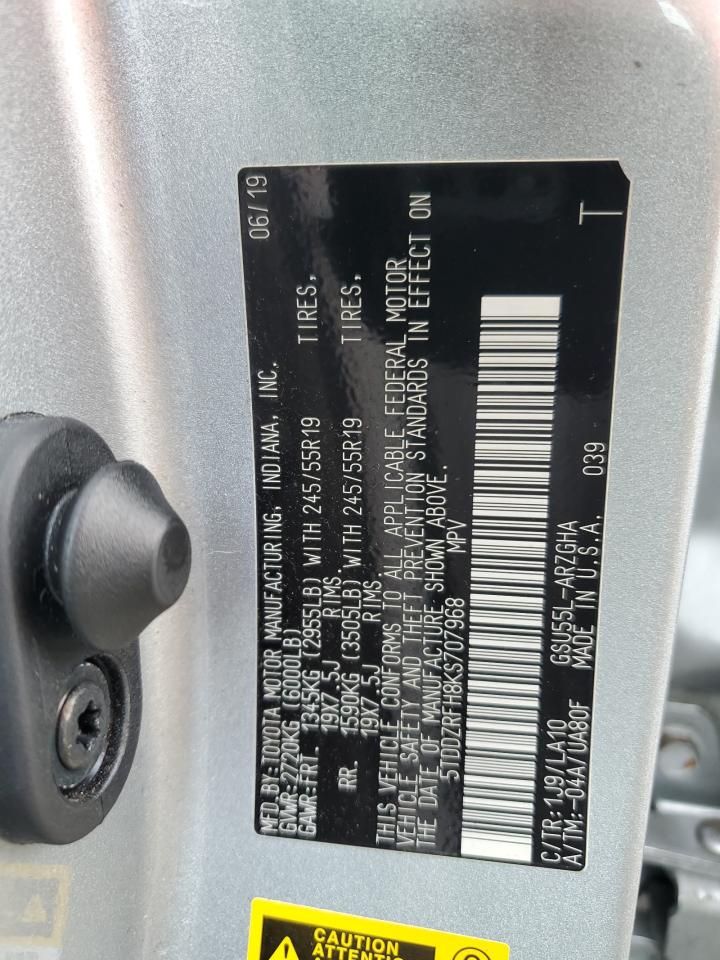 06/19
MFD BY: TOYOTA MOTOR MANUFACTURING, INDIANA, INC.
GVWR: 2720KG (6000LB)
GAWR: FRT. 1345KG (2955LB) WITH 245/55R19 TIRES,
19X7.5J RIMS
RR. 1590KG (3505LB) WITH 245/55R19 TIRES,
19X7.5J RIMS
THIS VEHICLE CONFORMS TO ALL APPLICABLE FEDERAL MOTOR
VEHICLE SAFETY AND THEFT PREVENTION STANDARDS IN EFFECT ON
THE DATE OF MANUFACTURE SHOWN ABOVE.
5TDDZRFH8KS707968 MPV
C/TR: 1J9/LA10 GSU55L-ARZGHA 039
A/TM: -04A/UA80F MADE IN U.S.A. T
CAUTION